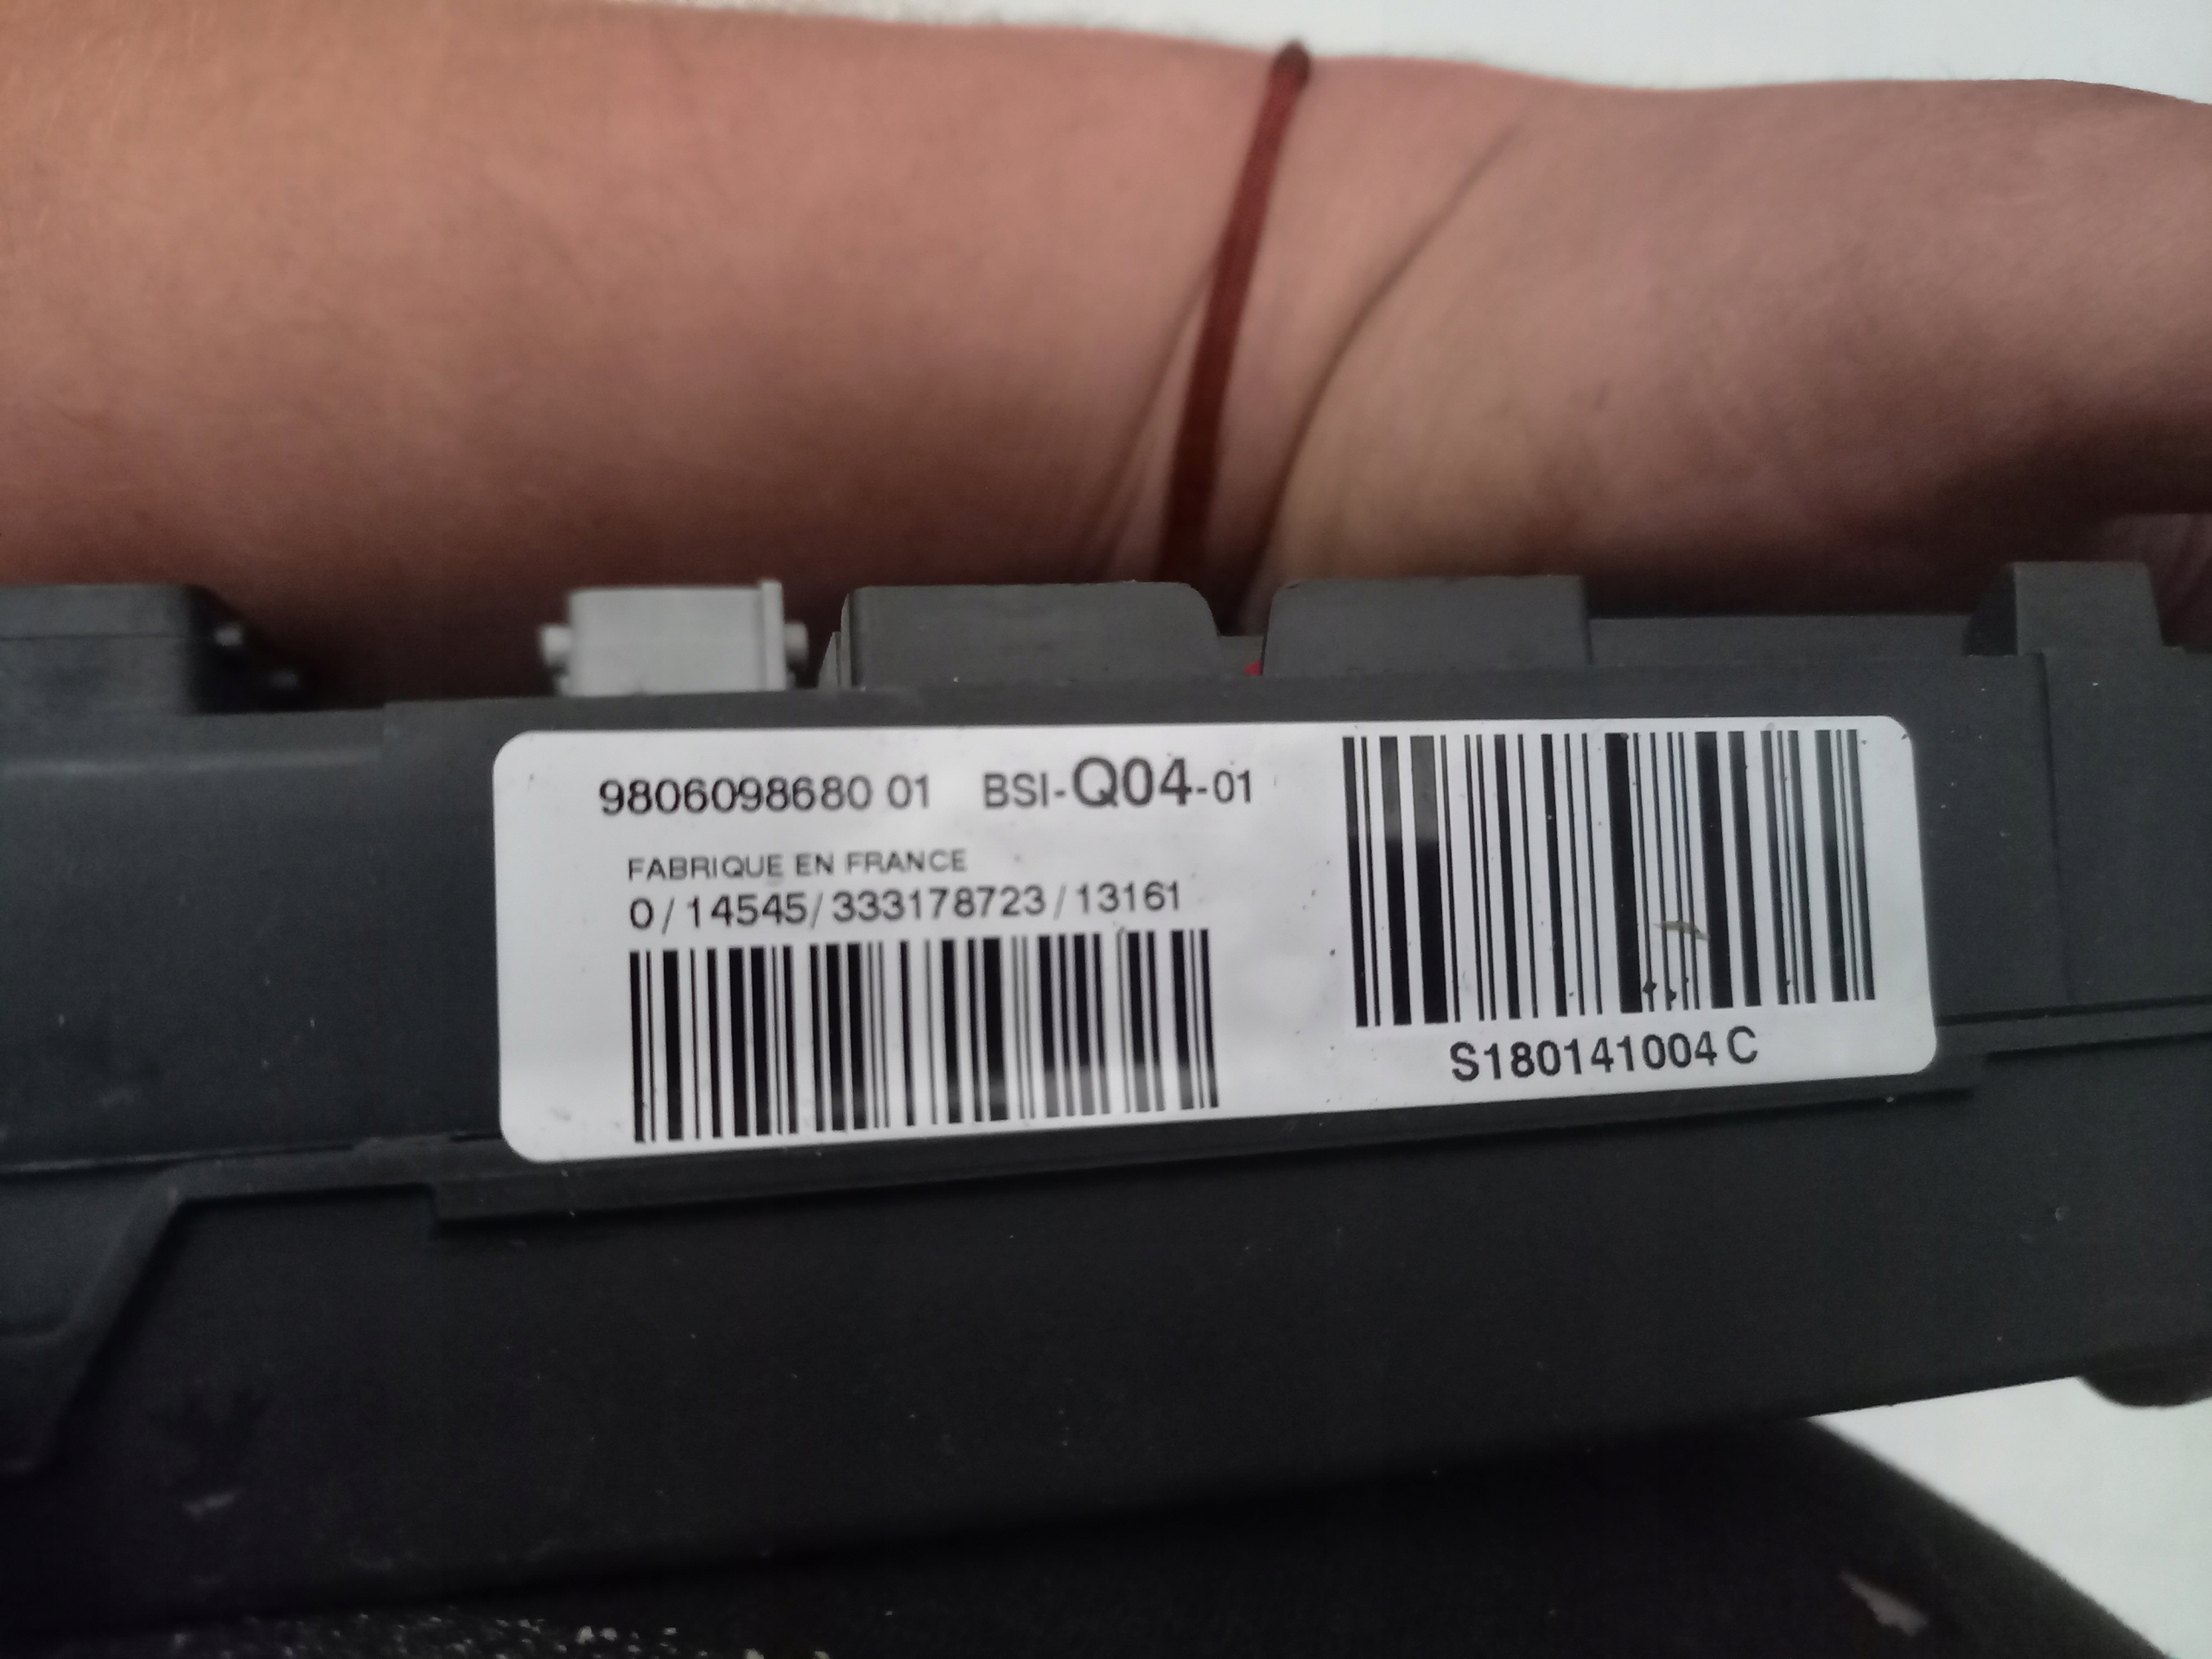 9806098680 01 BSI-Q04-01
FABRIQUE EN FRANCE
0/14545/333178723/13161
S180141004 C